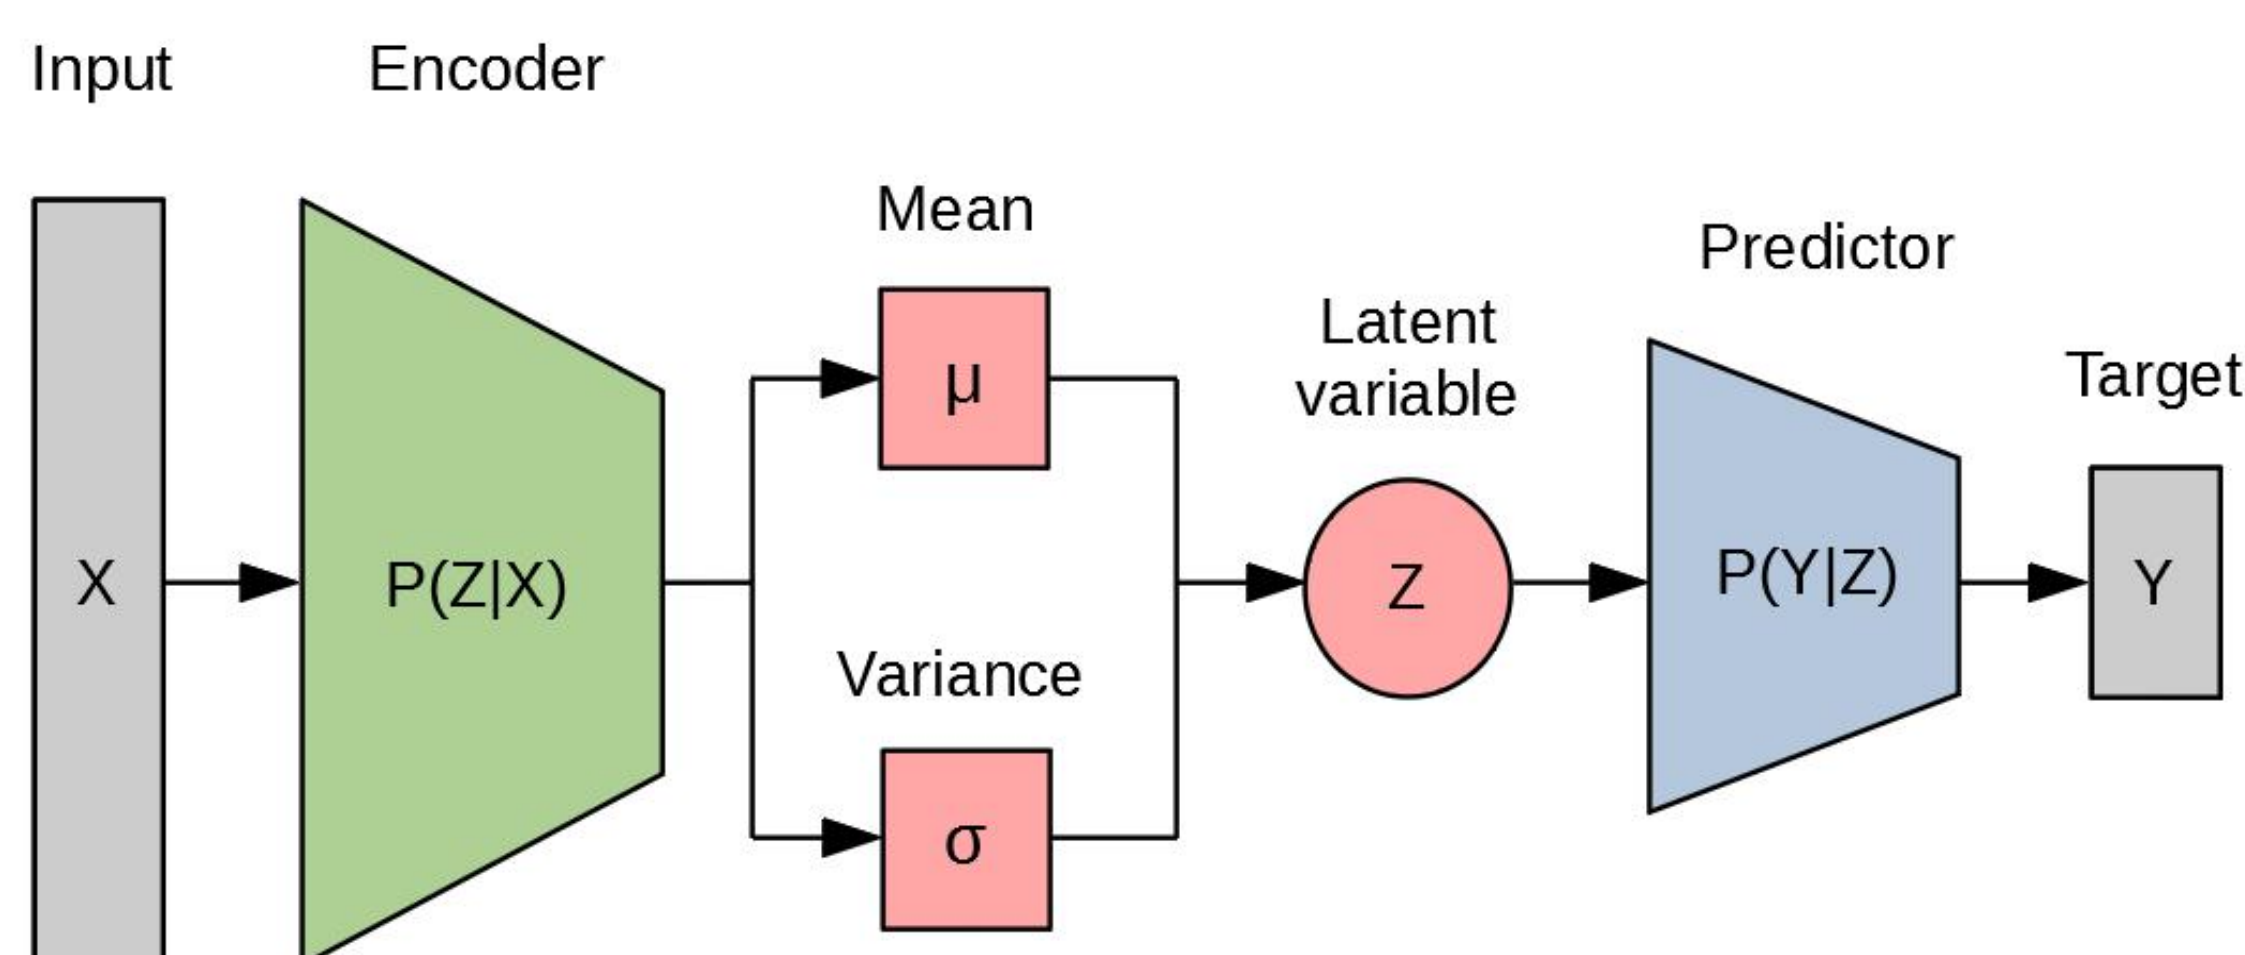 Input
Encoder
Mean
Predictor
Latent
variable
Target
μ
X
P(Z|X)
Z
P(Y|Z)
Y
Variance
σ